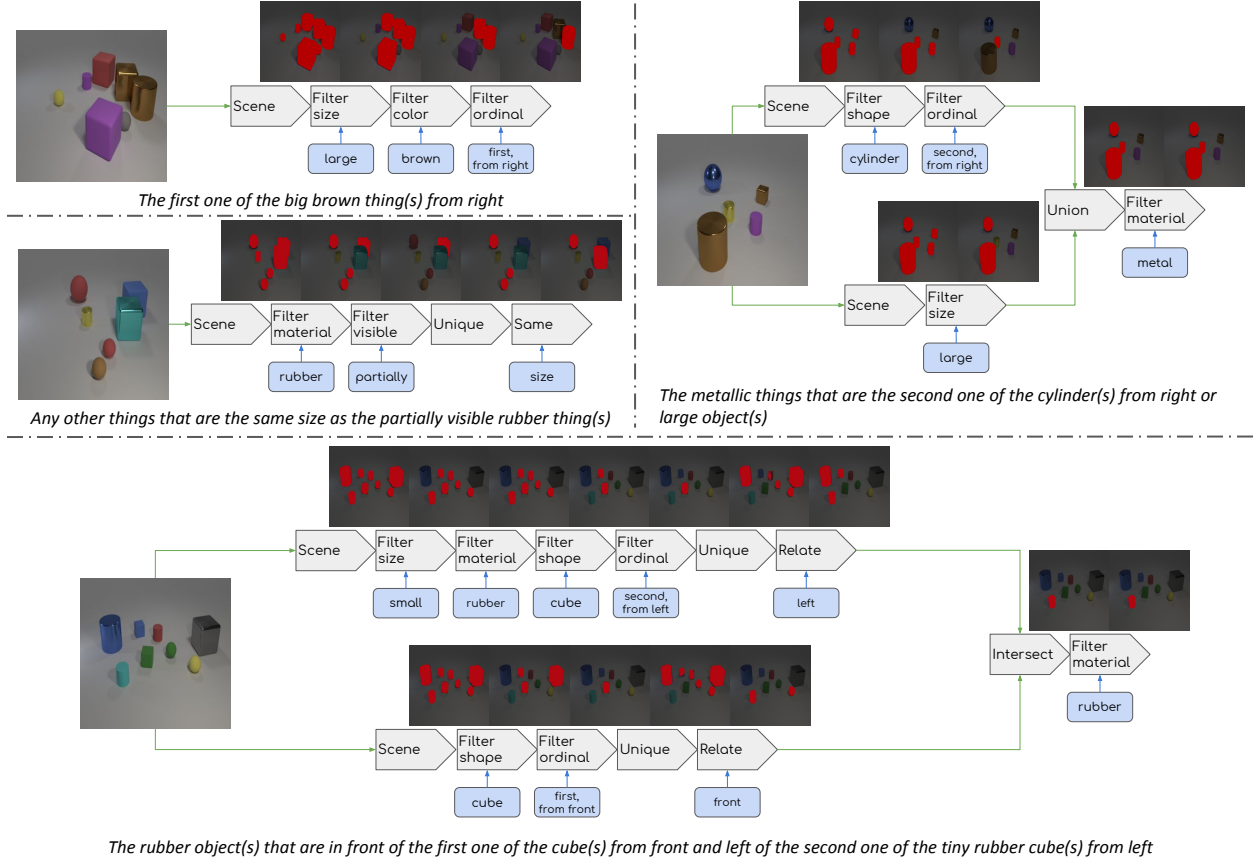 Scene
Filter
size
Filter
color
Filter
ordinal
large
brown
first,
from right
The first one of the big brown thing(s) from right
Scene
Filter
material
Filter
visible
Unique
Same
rubber
partially
size
Any other things that are the same size as the partially visible rubber thing(s)
Scene
Filter
shape
Filter
ordinal
cylinder
second,
from right
Scene
Filter
size
large
Union
Filter
material
metal
The metallic things that are the second one of the cylinder(s) from right or
large object(s)
Scene
Filter
size
Filter
material
Filter
shape
Filter
ordinal
Unique
Relate
small
rubber
cube
second,
from left
left
Scene
Filter
shape
Filter
ordinal
Unique
Relate
cube
first,
from front
front
Intersect
Filter
material
rubber
The rubber object(s) that are in front of the first one of the cube(s) from front and left of the second one of the tiny rubber cube(s) from left